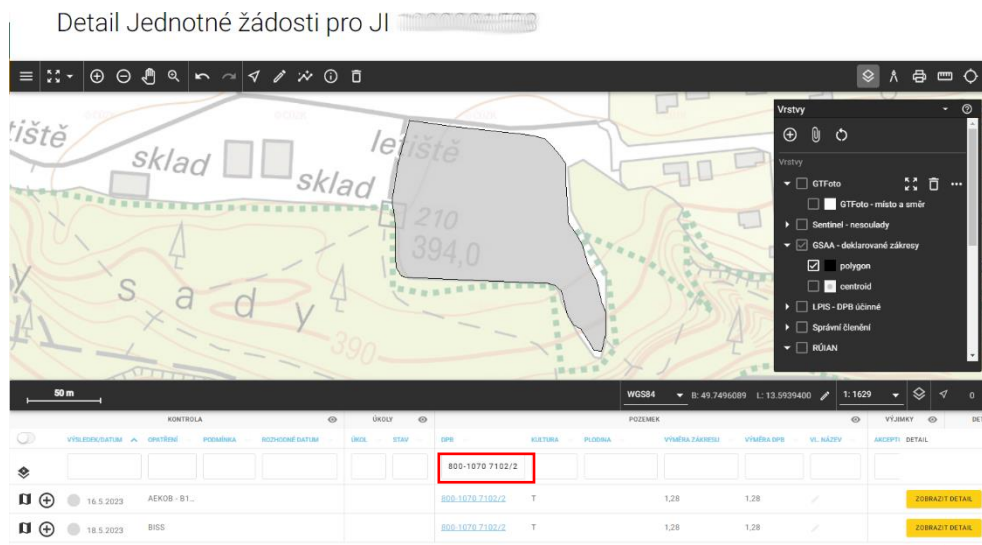 Detail Jednotné žádosti pro JI
etiště
sklad
sklad
letiště
210
394,0
S a d y
390
Vrstvy
Vrstvy
GTFoto
GTFoto - místo a směr
Sentinel - nesoulady
GSAA - deklarované zákresy
polygon
centroid
LPIS - DPB účinné
Správní členění
RÚIAN
50 m
WGS84 B: 49.7496089 L: 13.5939400 1: 1629 0
KONTROLA ÚKOLY POZEMEK VÝJIMKY DET
VÝSLEDEK/DATUM OPATŘENÍ PODMÍNKA ROZHODNÉ DATUM ÚKOL STAV DPB KULTURA PLODINA VÝMĚRA ZÁKRESU VÝMĚRA DPB VL. NÁZEV AKCEPTI DETAIL
800-1070 7102/2
16.5.2023 AEKOB - B1... 800-1070 7102/2 T 1,28 1,28 ZOBRAZIT DETAIL
18.5.2023 BISS 800-1070 7102/2 T 1,28 1,28 ZOBRAZIT DETAIL